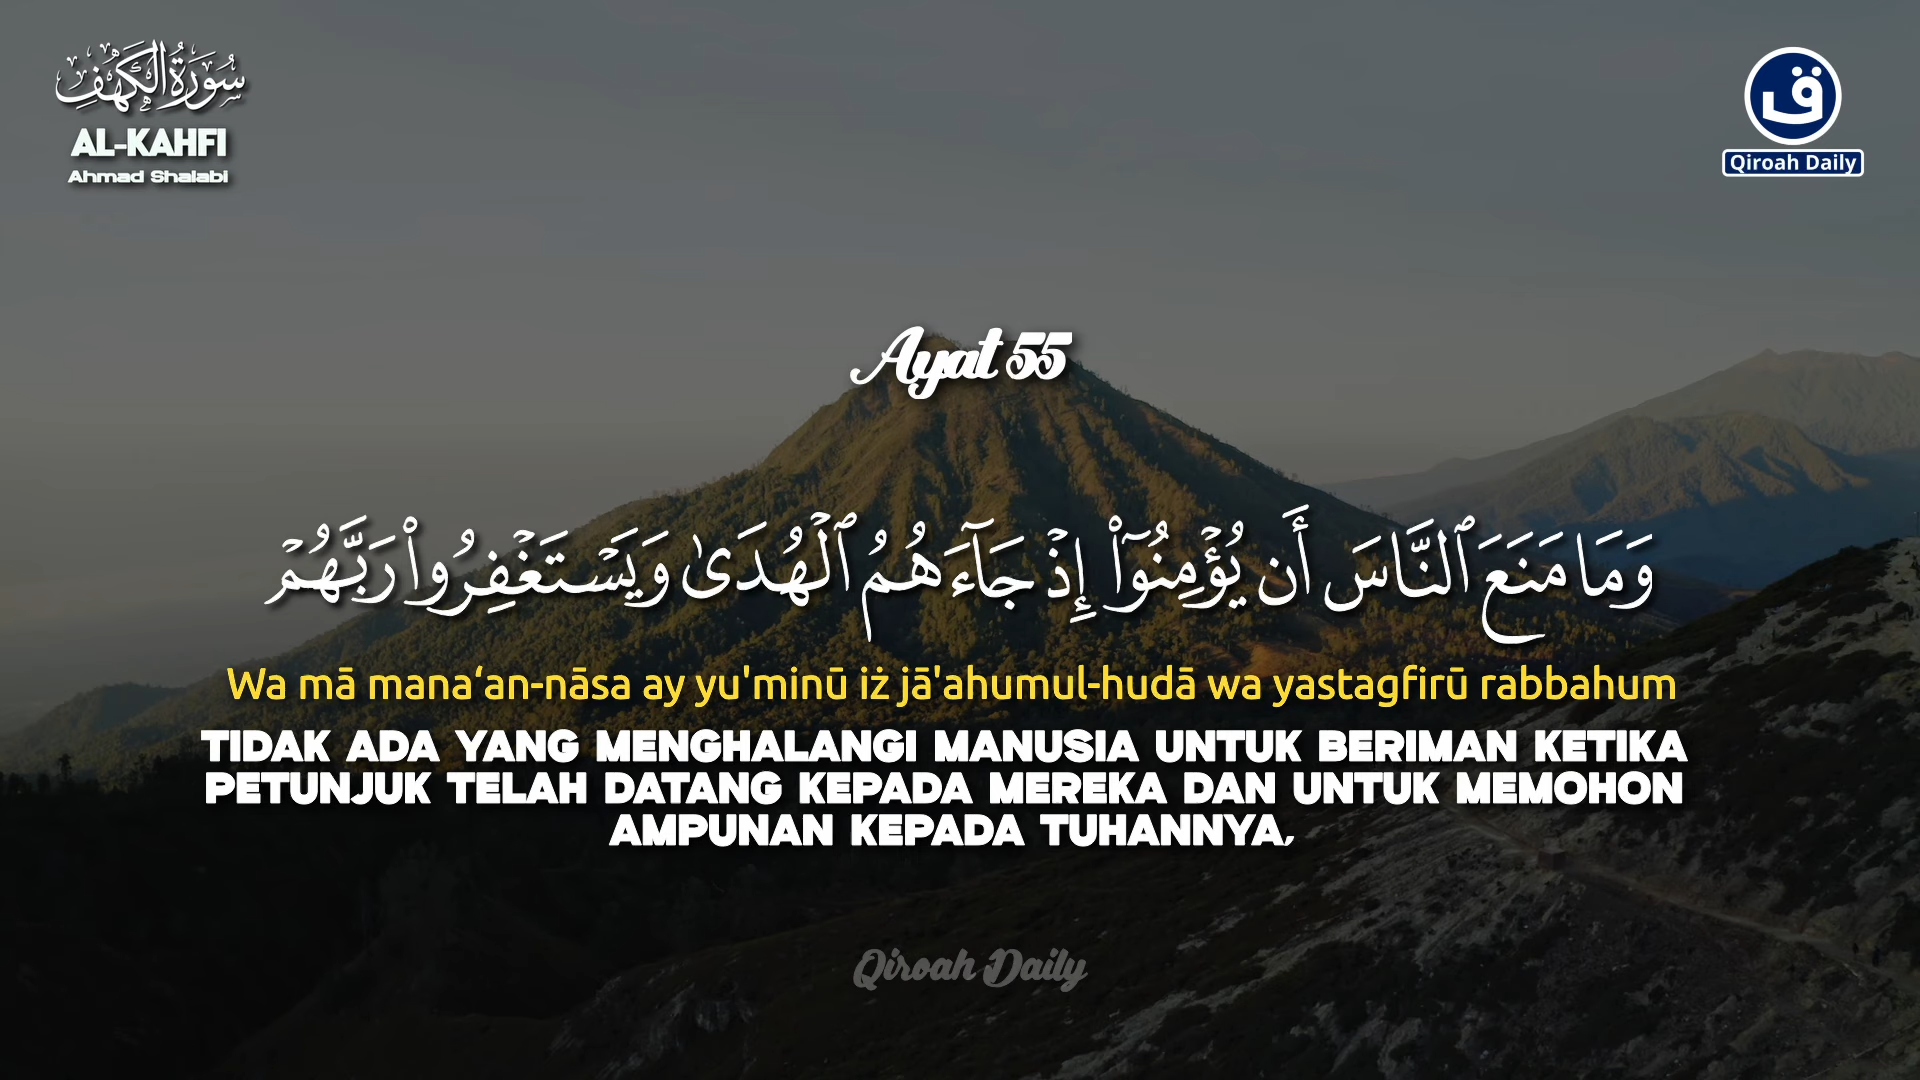 سُورَةُ الكَهْفِ
AL-KAHFI
Ahmad Shalabi
ق
Qiroah Daily
Ayat 55
وَمَا مَنَعَ ٱلنَّاسَ أَن يُؤْمِنُوٓا۟ إِذْ جَآءَهُمُ ٱلْهُدَىٰ وَيَسْتَغْفِرُوا۟ رَبَّهُمْ
Wa mā mana‘an-nāsa ay yu'minū iż jā'ahumul-hudā wa yastagfirū rabbahum
TIDAK ADA YANG MENGHALANGI MANUSIA UNTUK BERIMAN KETIKA
PETUNJUK TELAH DATANG KEPADA MEREKA DAN UNTUK MEMOHON
AMPUNAN KEPADA TUHANNYA,
Qiroah Daily